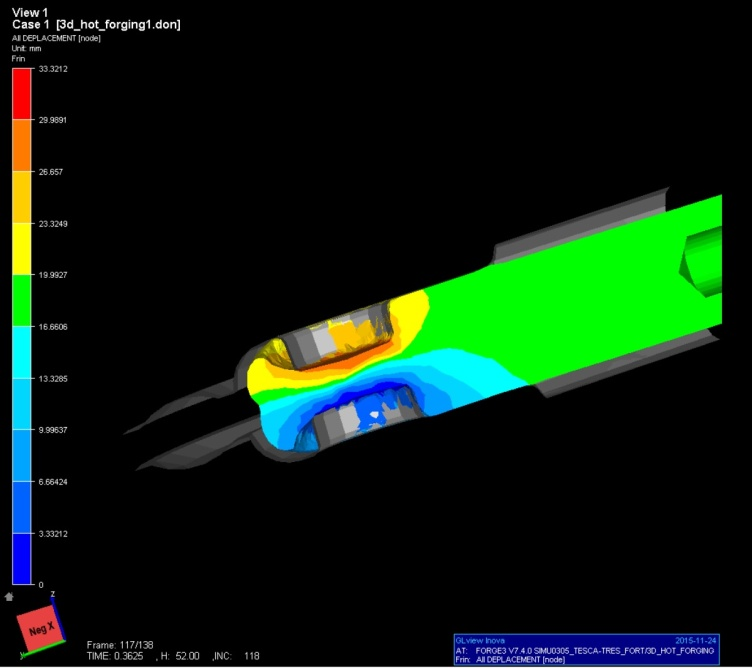 View 1
Case 1 [3d_hot_forging1.don]
All DEPLACEMENT [node]
Unit: mm
Frin
33.3212
29.9891
26.657
23.3249
19.9927
16.6606
13.3285
9.99637
6.66424
3.33212
0
z
Neg X
y
Frame: 117/138
TIME: 0.3625 , H: 52.00 ,INC: 118
GLview Inova 2015-11-24
AT: FORGE3 V7.4.0 SIMU0305_TESCA-TRES_FORT/3D_HOT_FORGING
Frin: All DEPLACEMENT [node]